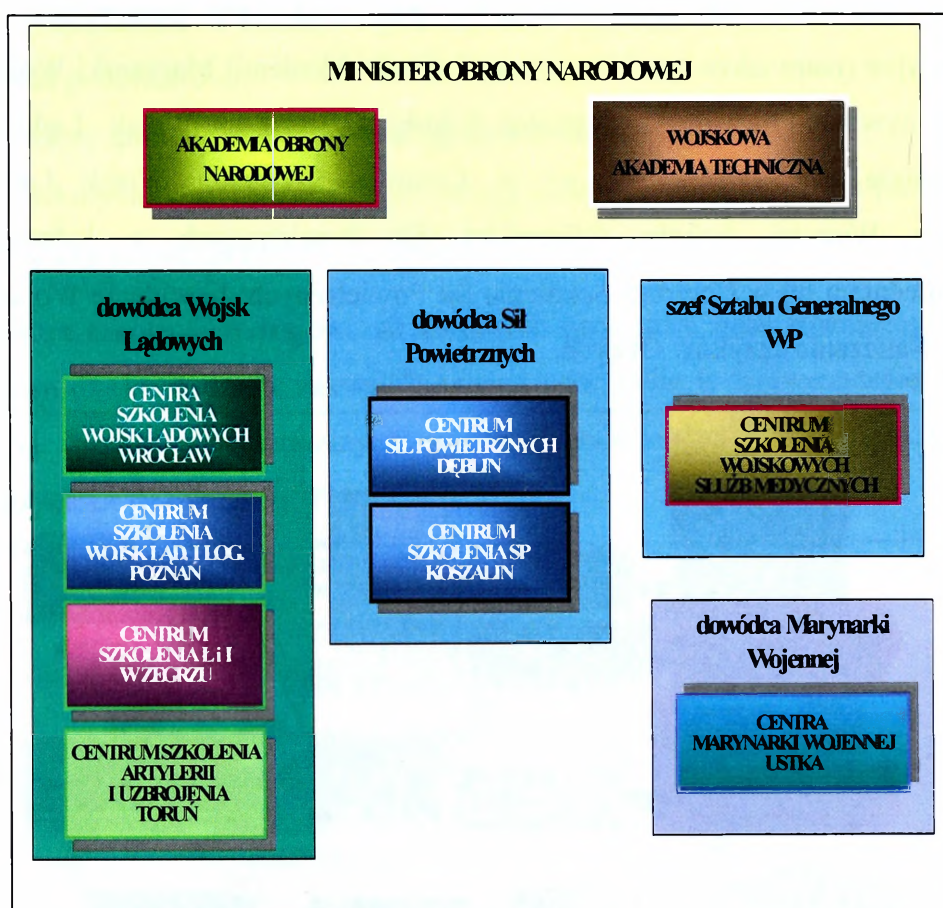 MINISTER OBRONY NARODOWEJ
AKADEMIA OBRONY
NARODOWEJ
WOJSKOWA
AKADEMIA TECHNICZNA
dowódca Wojsk
Lądowych
CENTRA
SZKOLENIA
WOJSK LĄDOWYCH
WROCŁAW
CENTRUM
SZKOLENIA
WOJSK LĄD. I LOG.
POZNAŃ
CENTRUM
SZKOLENIA Ł i I
W ZEGRZU
CENTRUM SZKOLENIA
ARTYLERII
I UZBROJENIA
TORUŃ
dowódca Sił
Powietrznych
CENTRUM
SIŁ POWIETRZNYCH
DĘBLIN
CENTRUM
SZKOLENIA SP
KOSZALIN
szef Sztabu Generalnego
WP
CENTRUM
SZKOLENIA
WOJSKOWYCH
SŁUŻB MEDYCZNYCH
dowódca Marynarki
Wojennej
CENTRA
MARYNARKI WOJENNEJ
USTKA